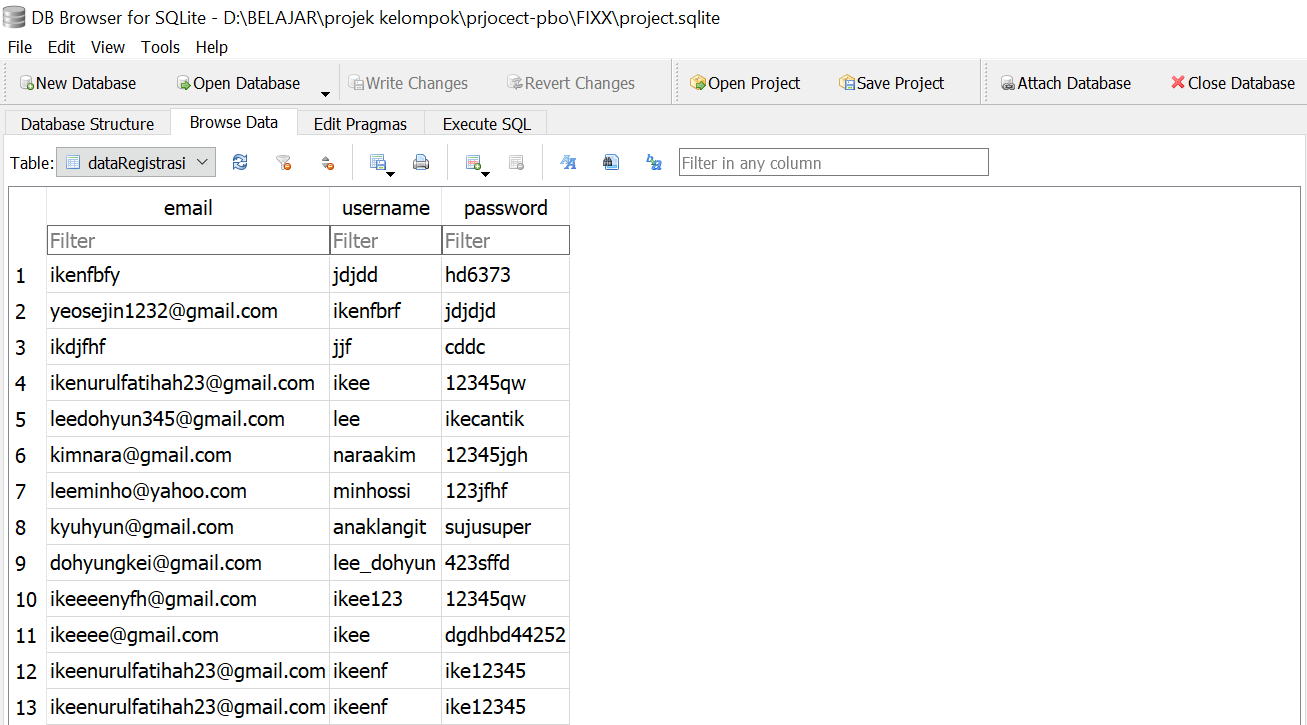 DB Browser for SQLite - D:\BELAJAR\projek kelompok\prjocect-pbo\FIXX\project.sqlite
File Edit View Tools Help
New Database Open Database Write Changes Revert Changes Open Project Save Project Attach Database Close Database
Database Structure Browse Data Edit Pragmas Execute SQL
Table: dataRegistrasi Filter in any column
email username password
Filter Filter Filter
1 ikenfbfy jdjdd hd6373
2 yeosejin1232@gmail.com ikenfbrf jdjdjd
3 ikdjfhf jjf cddc
4 ikenurulfatihah23@gmail.com ikee 12345qw
5 leedohyun345@gmail.com lee ikecantik
6 kimnara@gmail.com naraakim 12345jgh
7 leeminho@yahoo.com minhossi 123jfhf
8 kyuhyun@gmail.com anaklangit sujusuper
9 dohyungkei@gmail.com lee_dohyun 423sffd
10 ikeeeenyfh@gmail.com ikee123 12345qw
11 ikeeee@gmail.com ikee dgdhbd44252
12 ikeenurulfatihah23@gmail.com ikeenf ike12345
13 ikeenurulfatihah23@gmail.com ikeenf ike12345